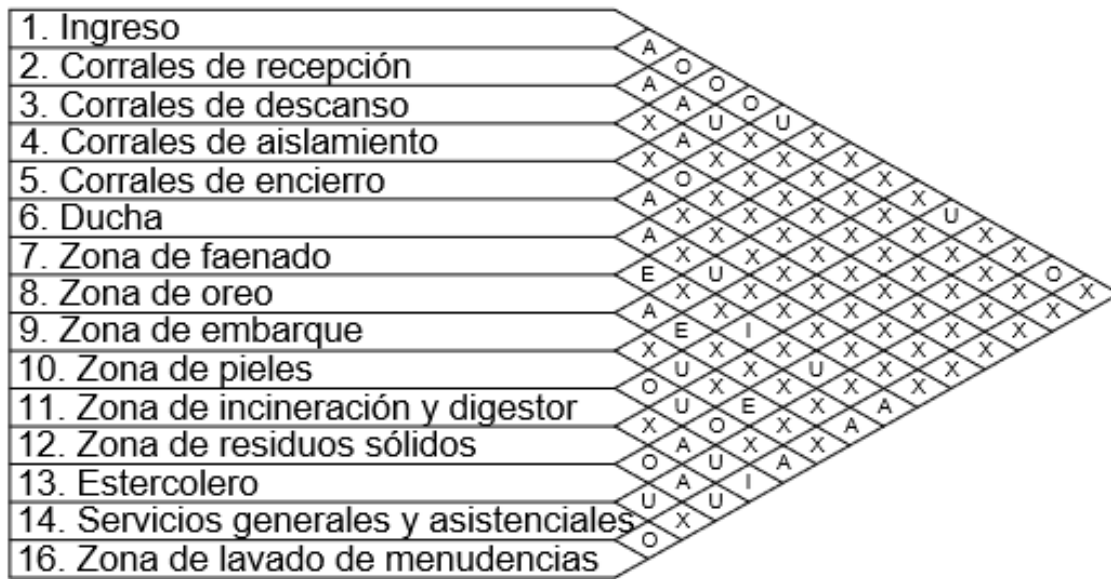 1. Ingreso
2. Corrales de recepción
3. Corrales de descanso
4. Corrales de aislamiento
5. Corrales de encierro
6. Ducha
7. Zona de faenado
8. Zona de oreo
9. Zona de embarque
10. Zona de pieles
11. Zona de incineración y digestor
12. Zona de residuos sólidos
13. Estercolero
14. Servicios generales y asistenciales
16. Zona de lavado de menudencias
A
O
A O
A O
X U U
A X X
X X X X
O X X X
A X X X X
X X X X U
A X X X X X
X X X X X X
E U X X X X O
X X X X X X X
A X X X X X X
E I X X X X
X X X X X X
U X U X X
O X X X X
U E X A
X O X A
A X X
O U A
A I
U U
X
O